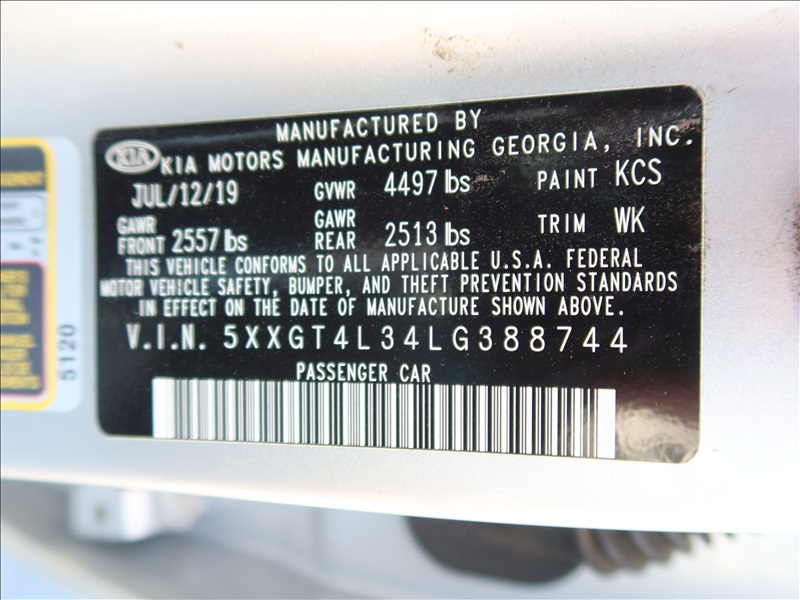 MANUFACTURED BY
KIA KIA MOTORS MANUFACTURING GEORGIA, INC.
JUL/12/19 GVWR 4497 lbs PAINT KCS
GAWR FRONT 2557 lbs GAWR REAR 2513 lbs TRIM WK
THIS VEHICLE CONFORMS TO ALL APPLICABLE U.S.A. FEDERAL
MOTOR VEHICLE SAFETY, BUMPER, AND THEFT PREVENTION STANDARDS
IN EFFECT ON THE DATE OF MANUFACTURE SHOWN ABOVE.
V.I.N. 5XXGT4L34LG388744
PASSENGER CAR
5120